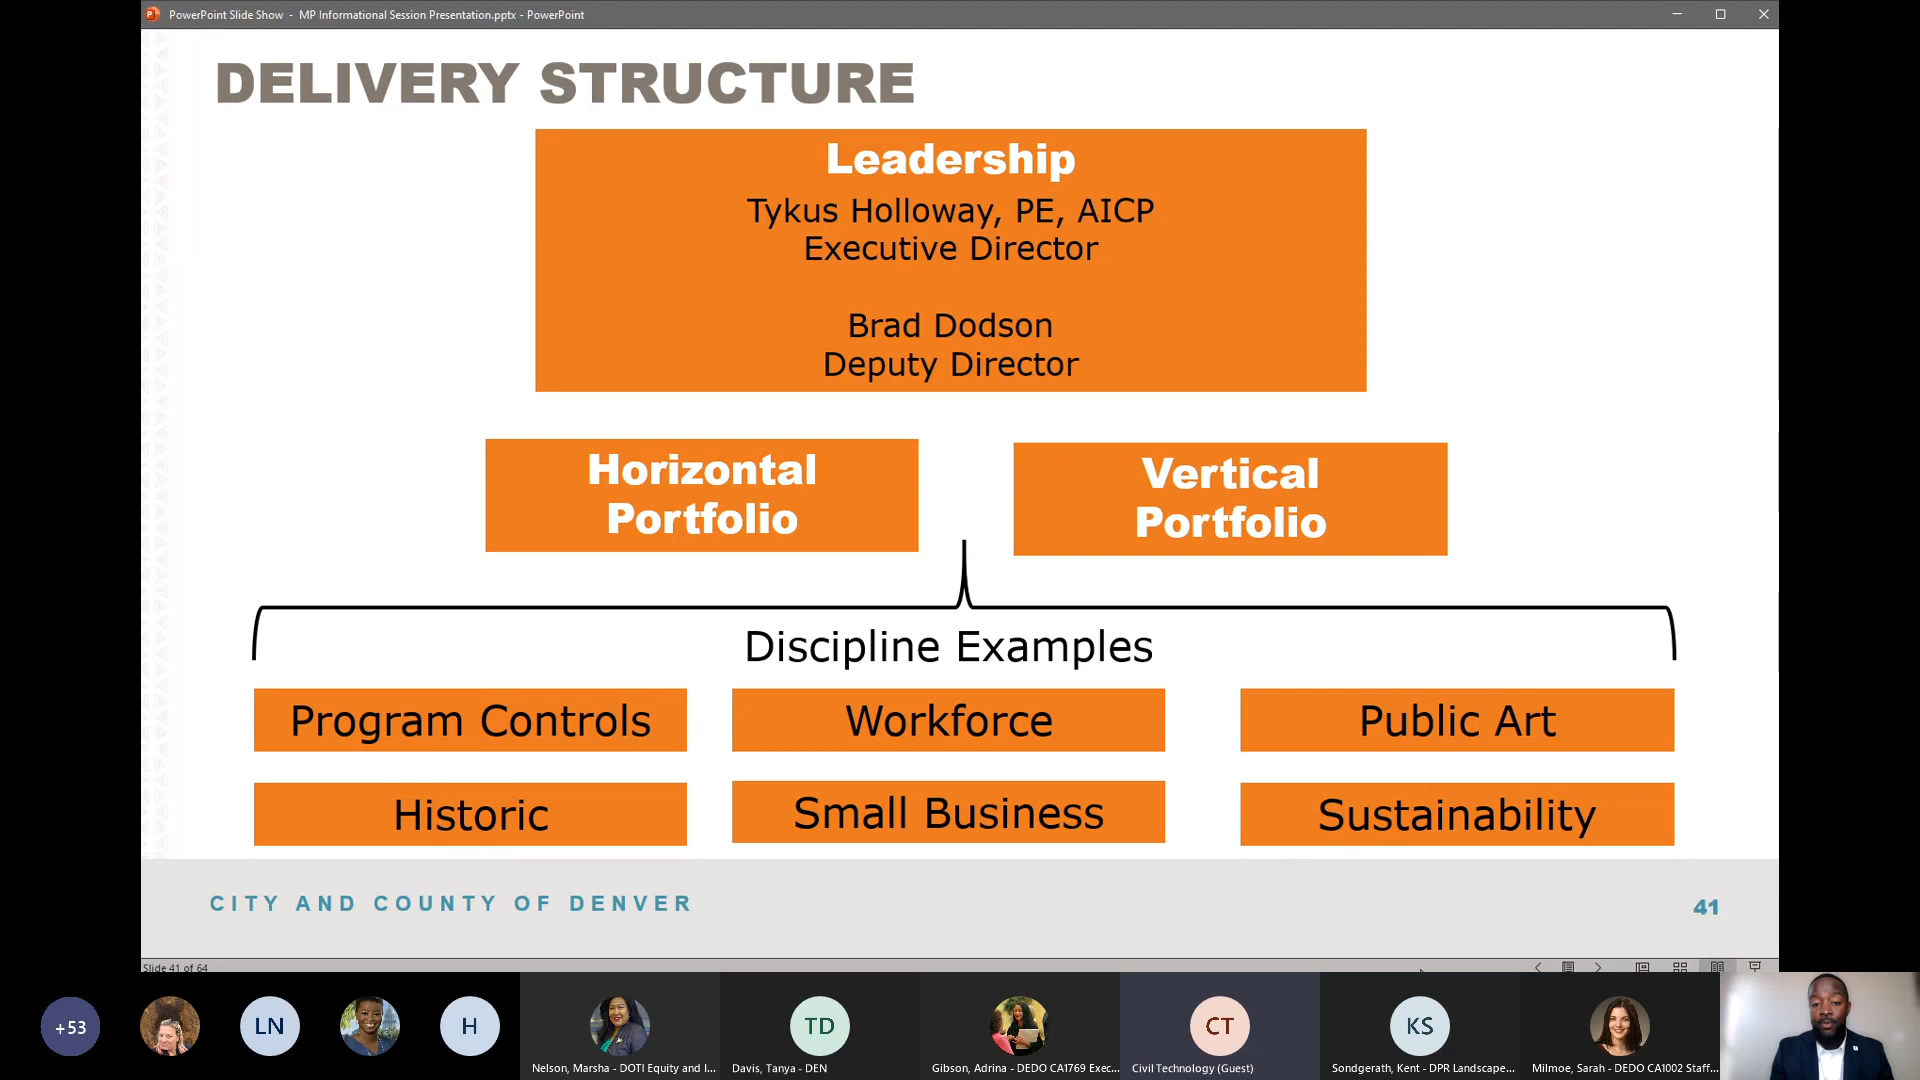 PowerPoint Slide Show - MP Informational Session Presentation.pptx - PowerPoint
DELIVERY STRUCTURE
Leadership
Tykus Holloway, PE, AICP
Executive Director
Brad Dodson
Deputy Director
Horizontal
Portfolio
Vertical
Portfolio
Discipline Examples
Program Controls
Workforce
Public Art
Historic
Small Business
Sustainability
CITY AND COUNTY OF DENVER
41
Slide 41 of 64
+53
LN
H
TD
CT
KS
Nelson, Marsha - DOTI Equity and I...
Davis, Tanya - DEN
Gibson, Adrina - DEDO CA1769 Exec...
Civil Technology (Guest)
Sondgerath, Kent - DPR Landscape...
Milmoe, Sarah - DEDO CA1002 Staff...